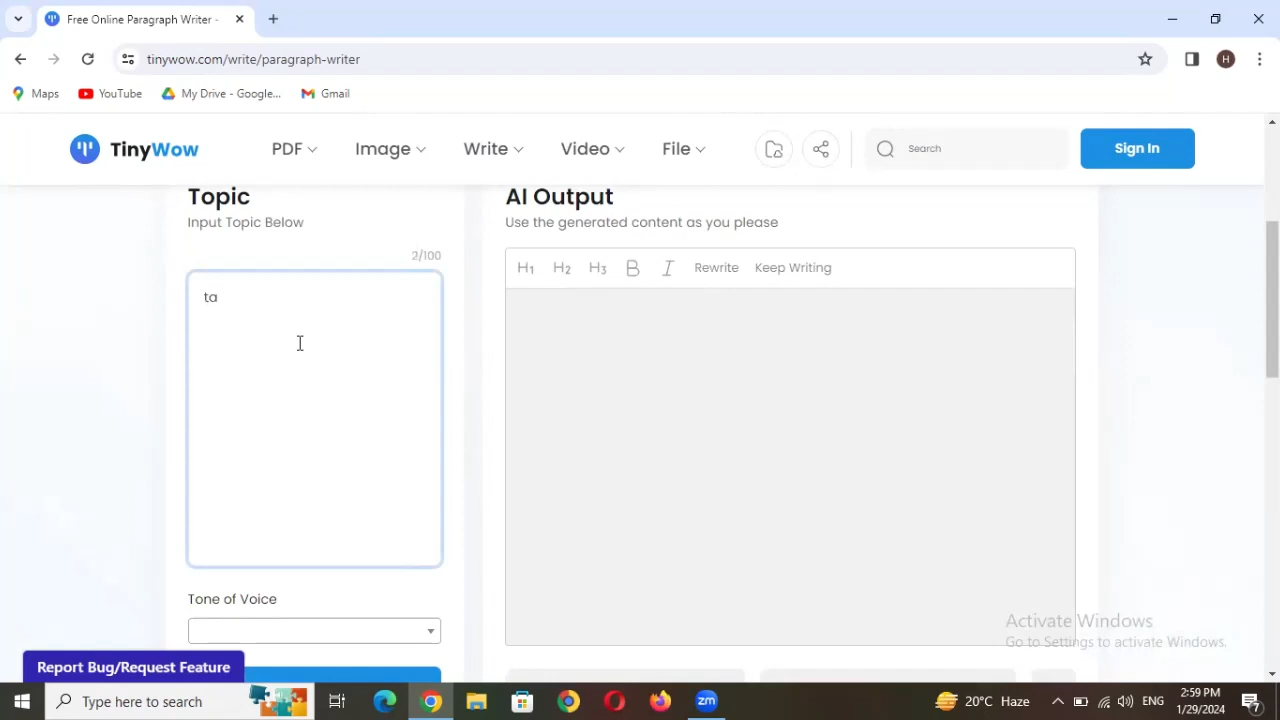 Free Online Paragraph Writer -
tinywow.com/write/paragraph-writer
H
Maps YouTube My Drive - Google... Gmail
TinyWow PDF Image Write Video File Search Sign In
Topic
Input Topic Below
2/100
ta
Tone of Voice
AI Output
Use the generated content as you please
H1 H2 H3 B I Rewrite Keep Writing
Activate Windows
Go to Settings to activate Windows.
Report Bug/Request Feature
Type here to search
zm
20°C Haze
ENG
2:59 PM
1/29/2024
7